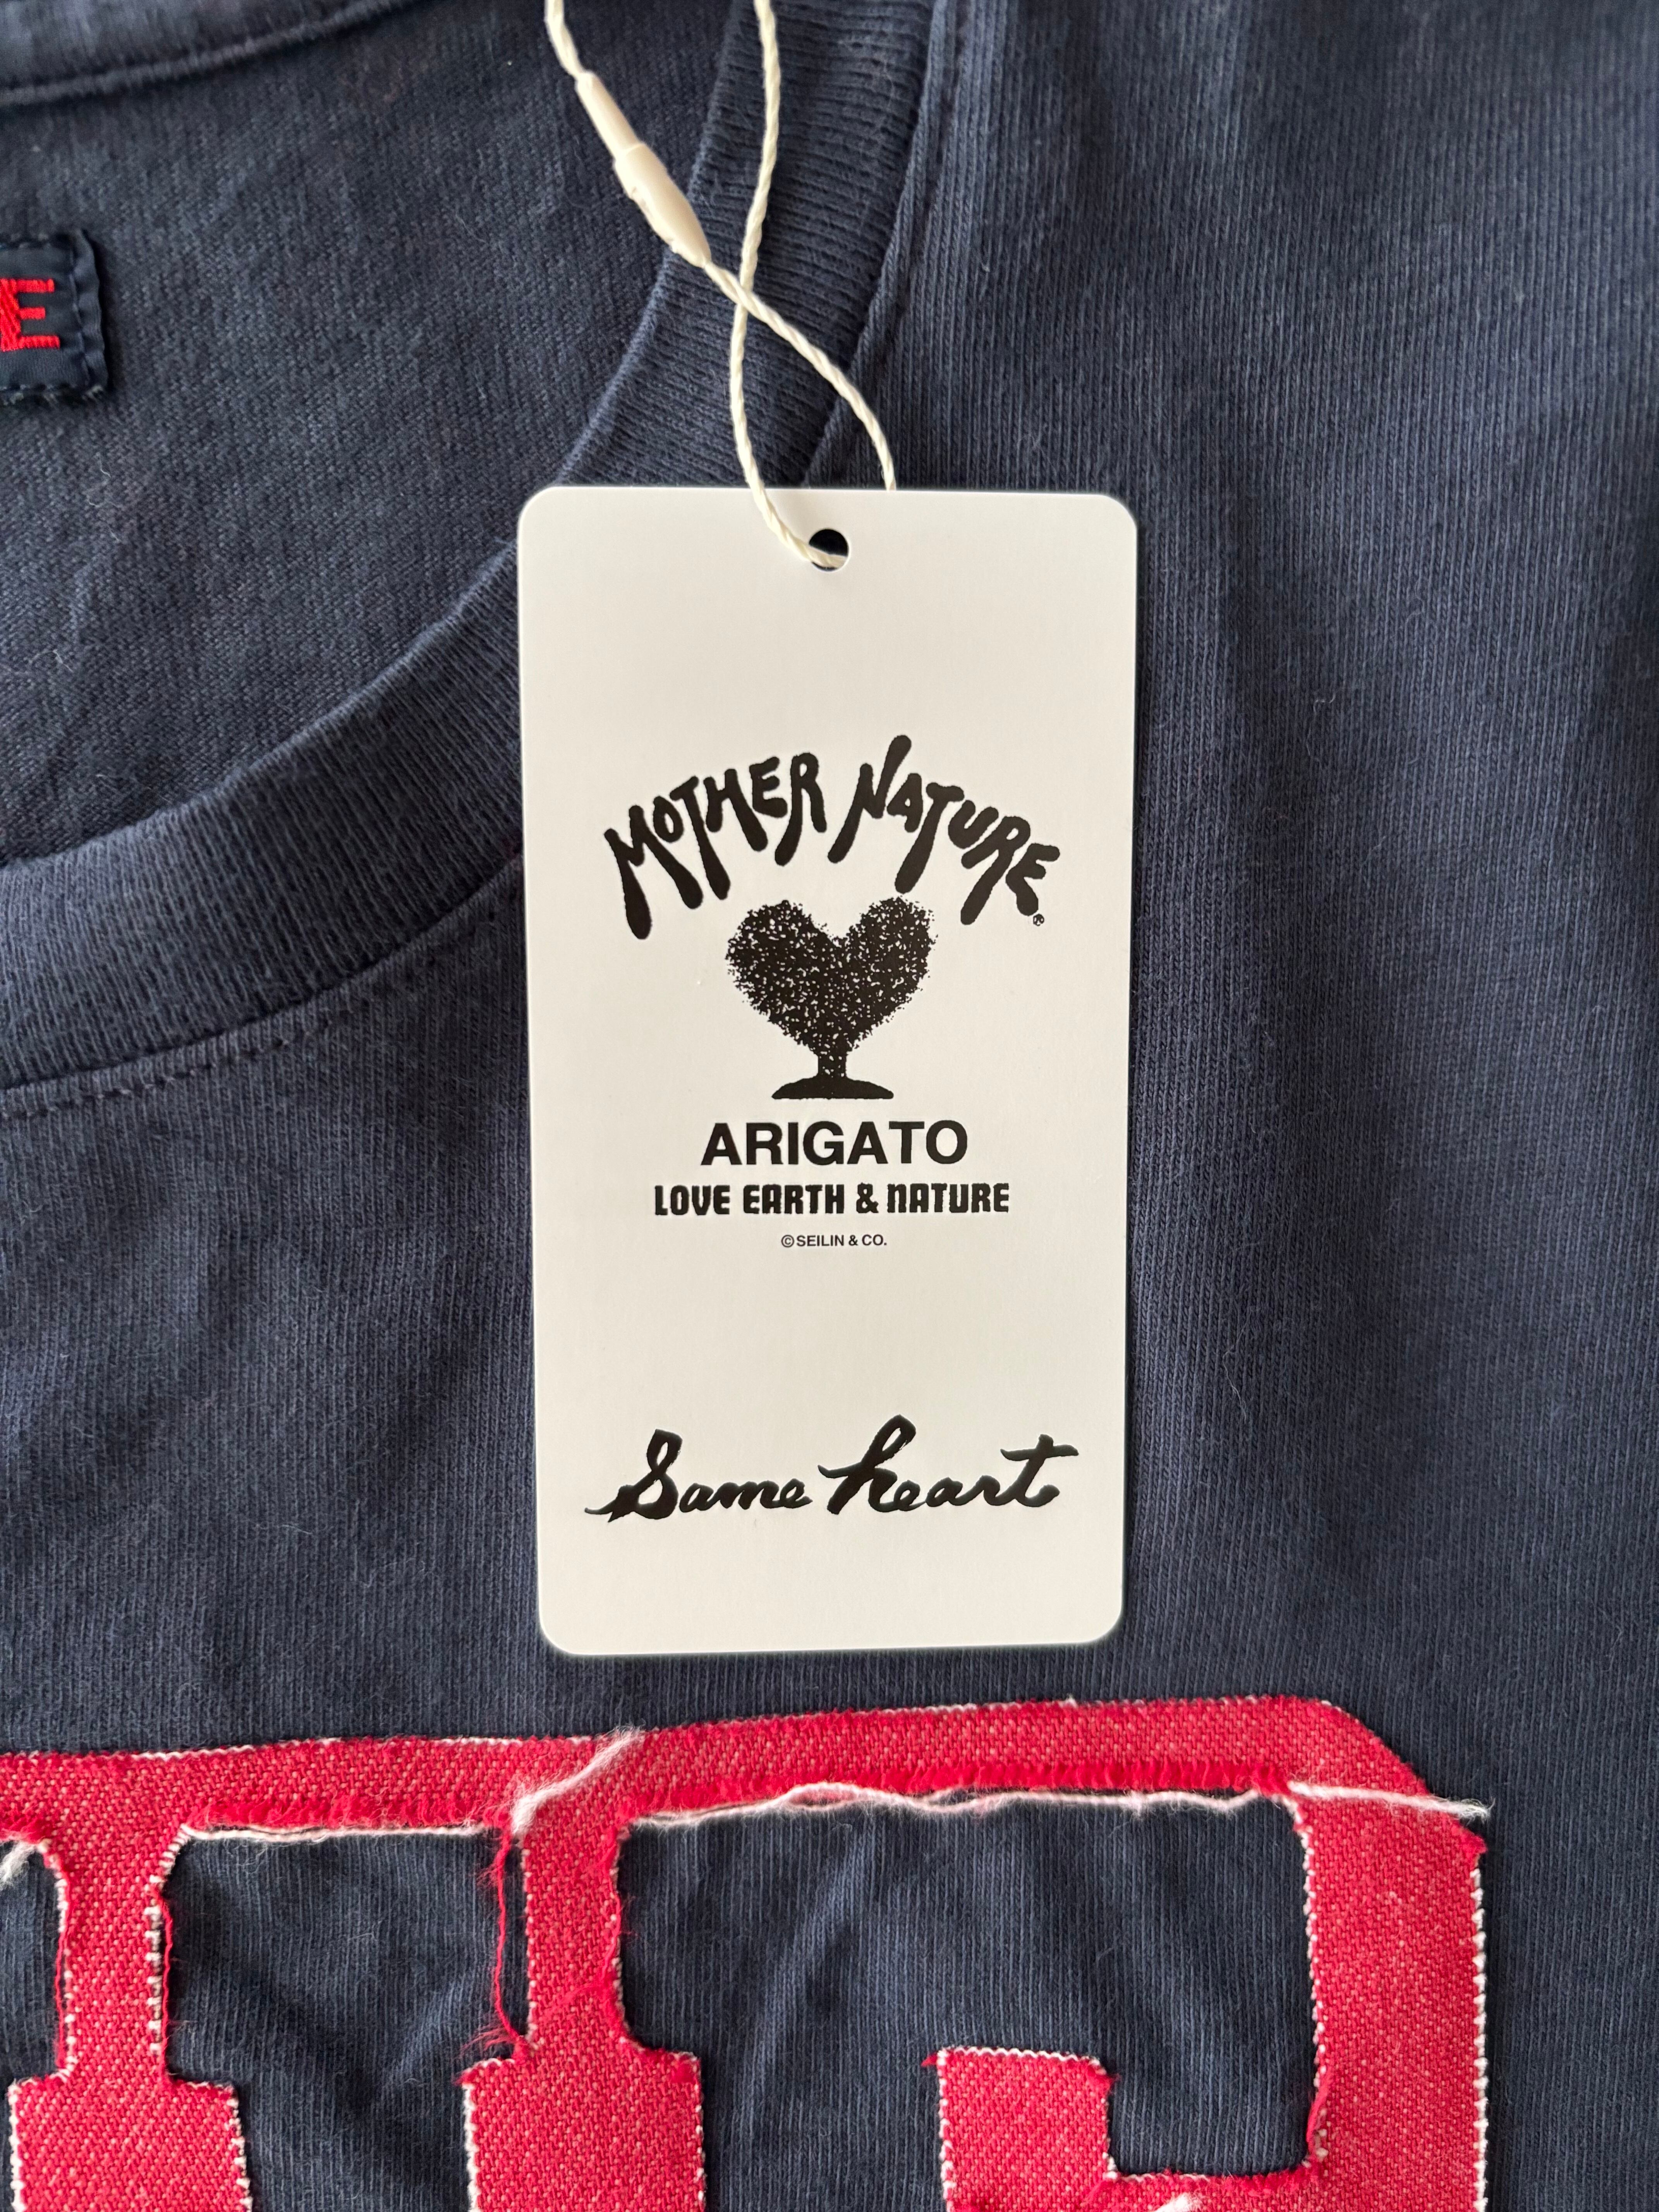 E
MOTHER NATURE®
ARIGATO
LOVE EARTH & NATURE
©SEILIN & CO.
Same heart